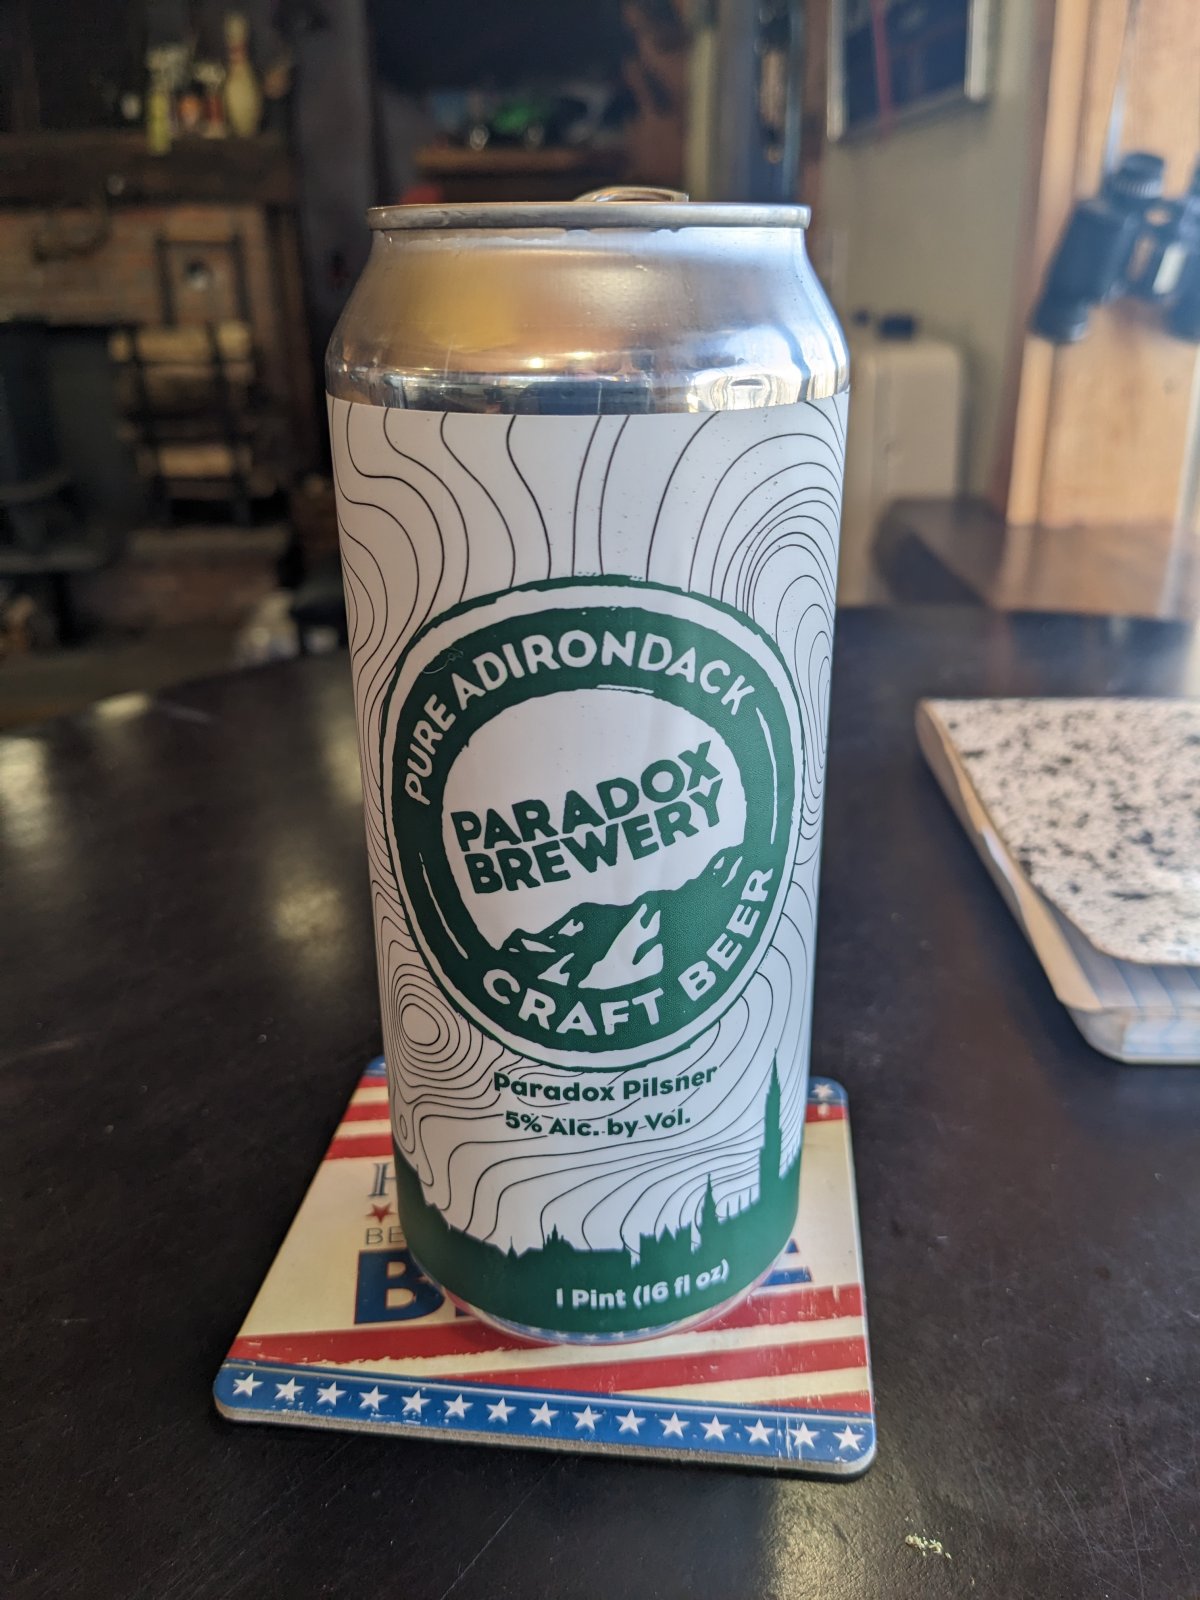 PURE ADIRONDACK
PARADOX
BREWERY
CRAFT BEER
Paradox Pilsner
5% Alc. by Vol.
1 Pint (16 fl oz)